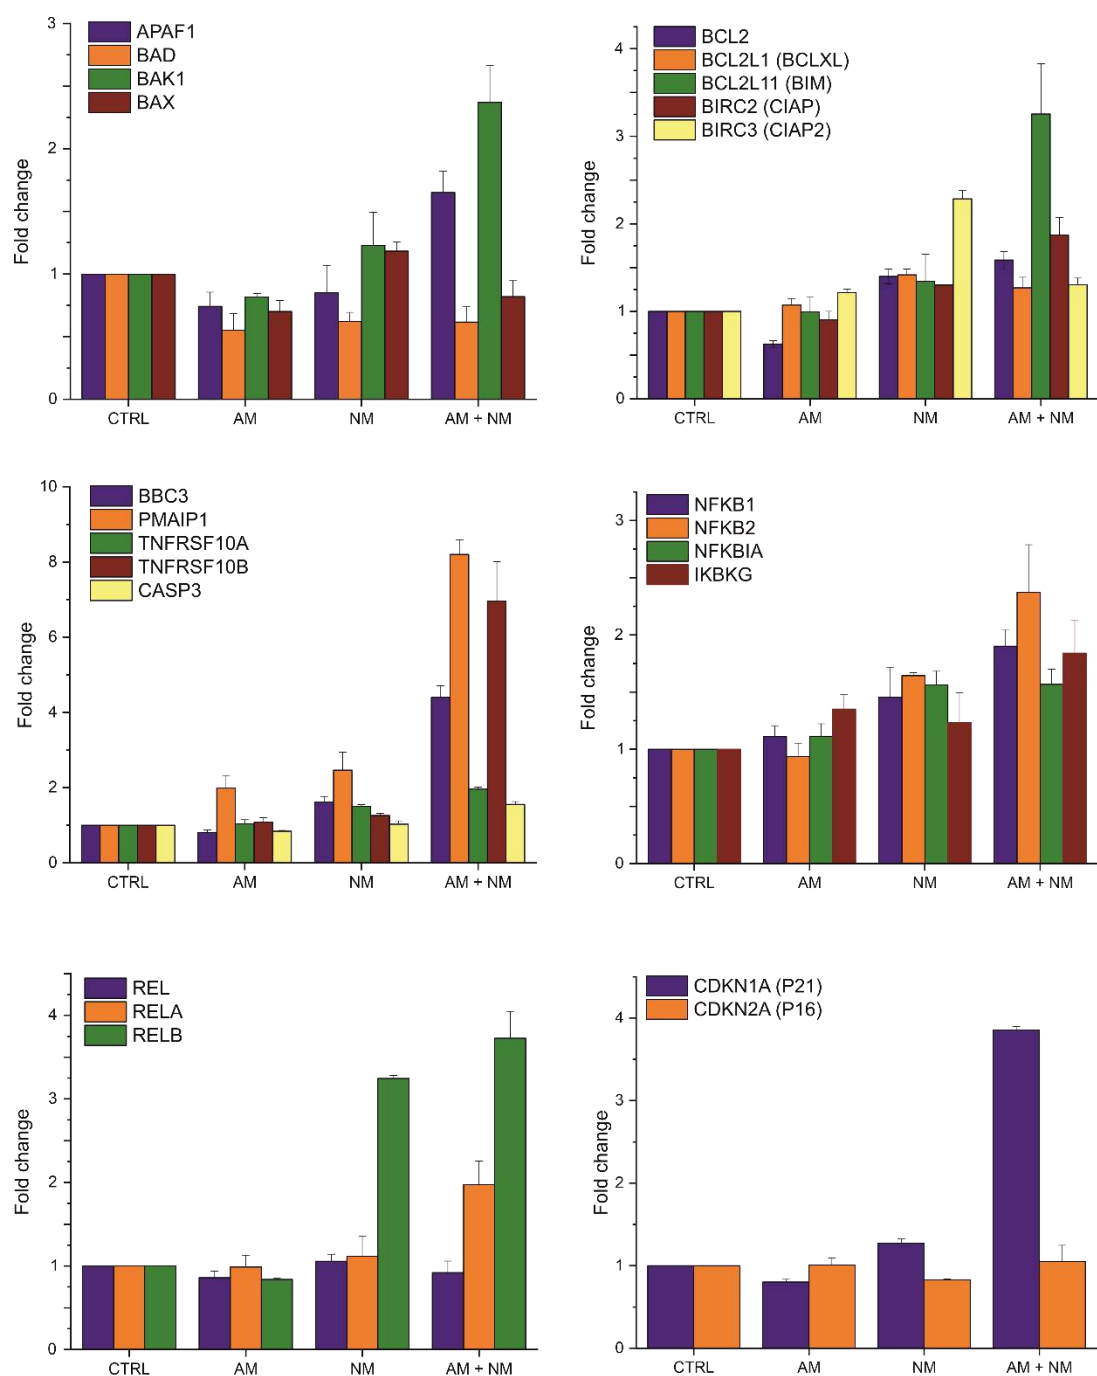 3
APAF1
BAD
BAK1
BAX
2
1
0
Fold change
CTRL
AM
NM
AM + NM
4
BCL2
BCL2L1 (BCLXL)
BCL2L11 (BIM)
BIRC2 (CIAP)
BIRC3 (CIAP2)
3
2
1
0
Fold change
CTRL
AM
NM
AM + NM
10
BBC3
PMAIP1
TNFRSF10A
TNFRSF10B
CASP3
8
6
4
2
0
Fold change
CTRL
AM
NM
AM + NM
NFKB1
NFKB2
NFKBIA
IKBKG
3
2
1
0
Fold change
CTRL
AM
NM
AM + NM
REL
RELA
RELB
4
3
2
1
0
Fold change
CTRL
AM
NM
AM + NM
CDKN1A (P21)
CDKN2A (P16)
4
3
2
1
0
Fold change
CTRL
AM
NM
AM + NM